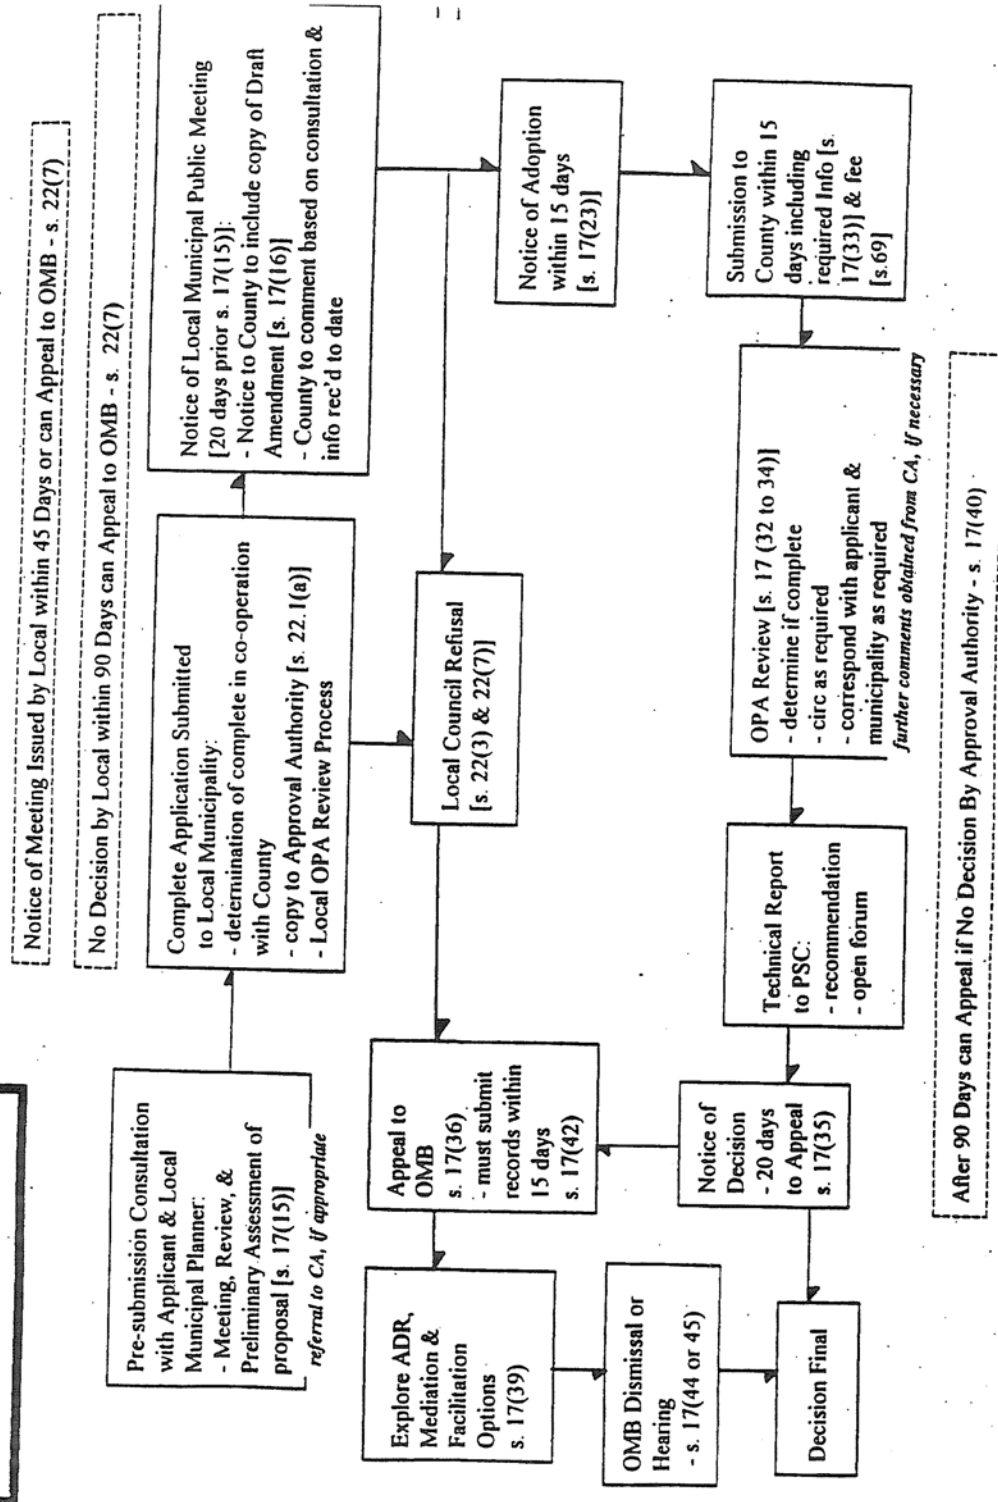 Notice of Meeting Issued by Local within 45 Days or can Appeal to OMB - s. 22(7)
No Decision by Local within 90 Days can Appeal to OMB - s. 22(7)
Pre-submission Consultation
with Applicant & Local
Municipal Planner:
- Meeting, Review, &
Preliminary Assessment of
proposal [s. 17(15)]
referral to CA, if appropriate
Complete Application Submitted
to Local Municipality:
- determination of complete in co-operation
with County
- copy to Approval Authority [s. 22.1(a)]
- Local OPA Review Process
Notice of Local Municipal Public Meeting
[20 days prior s. 17(15)]:
- Notice to County to include copy of Draft
Amendment [s. 17(16)]
- County to comment based on consultation &
info rec'd to date
Local Council Refusal
[s. 22(3) & 22(7)]
Notice of Adoption
within 15 days
[s. 17(23)]
Submission to
County within 15
days including
required Info [s.
17(33)] & fee
[s.69]
OPA Review [s. 17 (32 to 34)]
- determine if complete
- circ as required
- correspond with applicant &
municipality as required
further comments obtained from CA, if necessary
Technical Report
to PSC:
- recommendation
- open forum
Notice of
Decision
- 20 days
to Appeal
s. 17(35)
Appeal to
OMB
s. 17(36)
- must submit
records within
15 days
s. 17(42)
Explore ADR,
Mediation &
Facilitation
Options
s. 17(39)
OMB Dismissal or
Hearing
- s. 17(44 or 45)
Decision Final
After 90 Days can Appeal if No Decision By Approval Authority - s. 17(40)